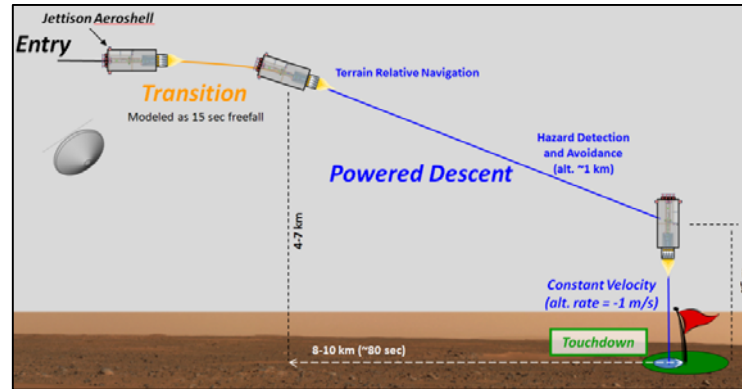 Jettison Aeroshell
Entry
Transition
Modeled as 15 sec freefall
Terrain Relative Navigation
Hazard Detection
and Avoidance
(alt. ~1 km)
Powered Descent
4-7 km
Constant Velocity
(alt. rate = -1 m/s)
Touchdown
8-10 km (~80 sec)